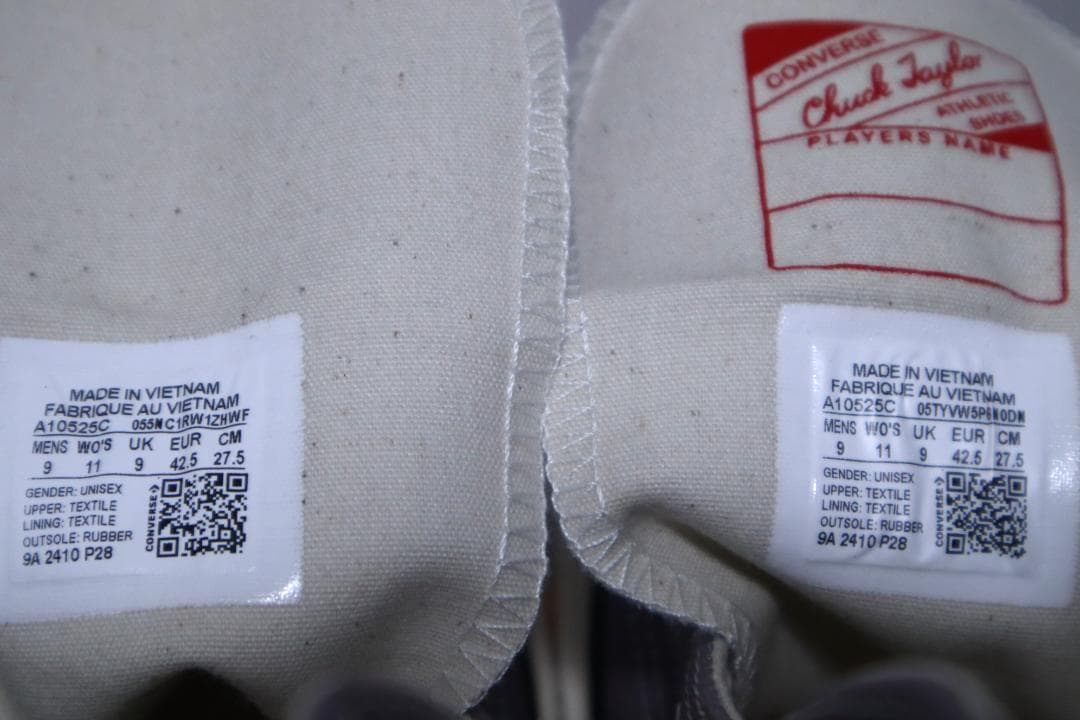 MADE IN VIETNAM
FABRIQUE AU VIETNAM
A10525C 055NC1RW1ZHWF
MENS WO'S UK EUR CM
9 11 9 42.5 27.5
GENDER: UNISEX
UPPER: TEXTILE
LINING: TEXTILE
OUTSOLE: RUBBER
9A 2410 P28
CONVERSE
CONVERSE
Chuck Taylor
ATHLETIC
SHOES
PLAYERS NAME
MADE IN VIETNAM
FABRIQUE AU VIETNAM
A10525C 05TYVW5P6N0DN
MENS WO'S UK EUR CM
9 11 9 42.5 27.5
GENDER: UNISEX
UPPER: TEXTILE
LINING: TEXTILE
OUTSOLE: RUBBER
9A 2410 P28
CONVERSE